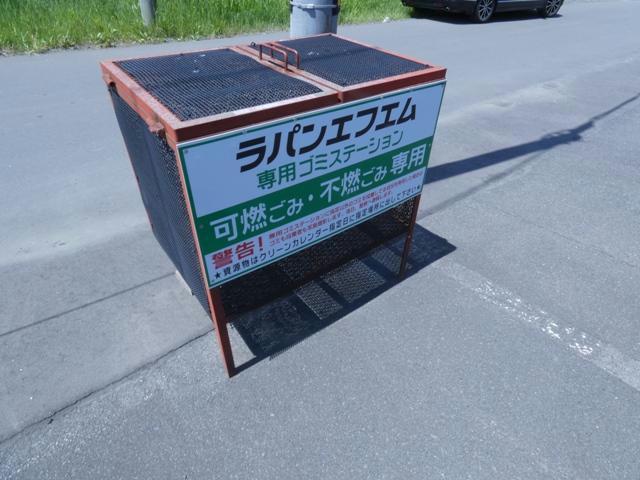 ラパンエフエム
専用ゴミステーション
可燃ごみ・不燃ごみ専用
警告!
★資源物はクリーンカレンダー指定日に指定場所に出して下さい★